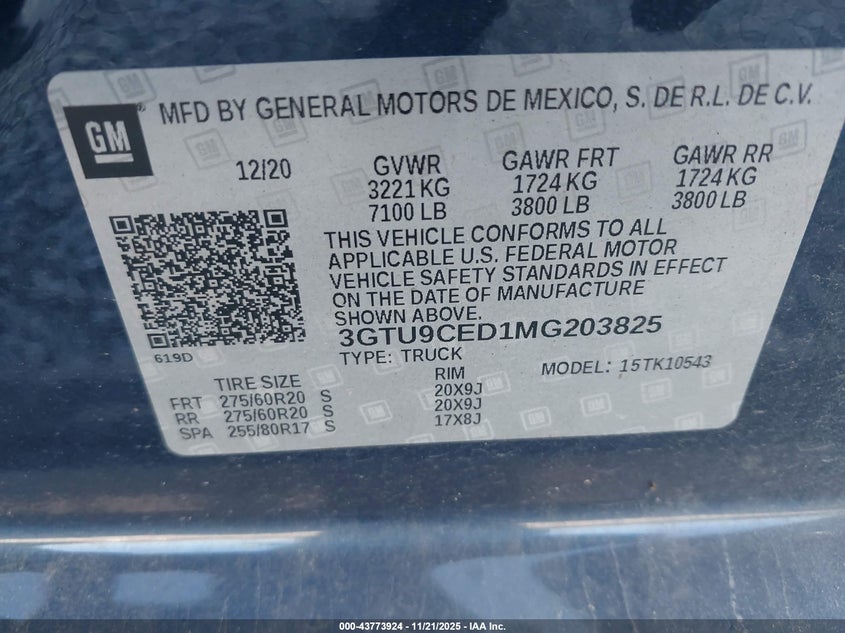 GM
MFD BY GENERAL MOTORS DE MEXICO, S. DE R.L. DE C.V.
12/20 GVWR GAWR FRT GAWR RR
3221 KG 1724 KG 1724 KG
7100 LB 3800 LB 3800 LB
THIS VEHICLE CONFORMS TO ALL
APPLICABLE U.S. FEDERAL MOTOR
VEHICLE SAFETY STANDARDS IN EFFECT
ON THE DATE OF MANUFACTURE
SHOWN ABOVE.
3GTU9CED1MG203825
619D
TYPE: TRUCK MODEL: 15TK10543
TIRE SIZE RIM
FRT 275/60R20 S 20X9J
RR 275/60R20 S 20X9J
SPA 255/80R17 S 17X8J
000-43773924 - 11/21/2025 - IAA Inc.